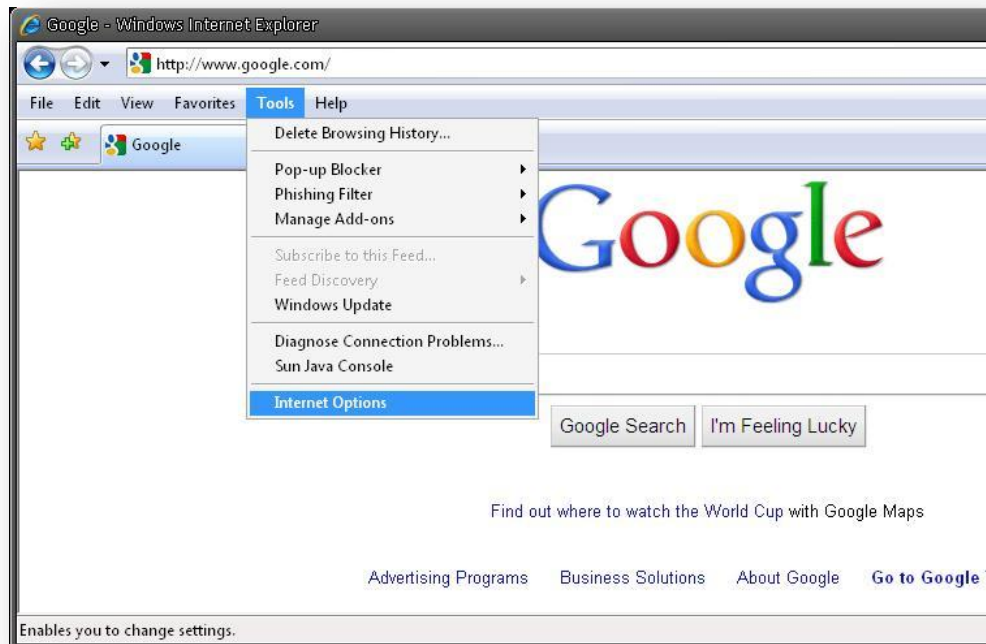 Google - Windows Internet Explorer
http://www.google.com/
File Edit View Favorites Tools Help
Google
Delete Browsing History...
Pop-up Blocker
Phishing Filter
Manage Add-ons
Subscribe to this Feed...
Feed Discovery
Windows Update
Diagnose Connection Problems...
Sun Java Console
Internet Options
Google
Google Search I'm Feeling Lucky
Find out where to watch the World Cup with Google Maps
Advertising Programs Business Solutions About Google Go to Google
Enables you to change settings.